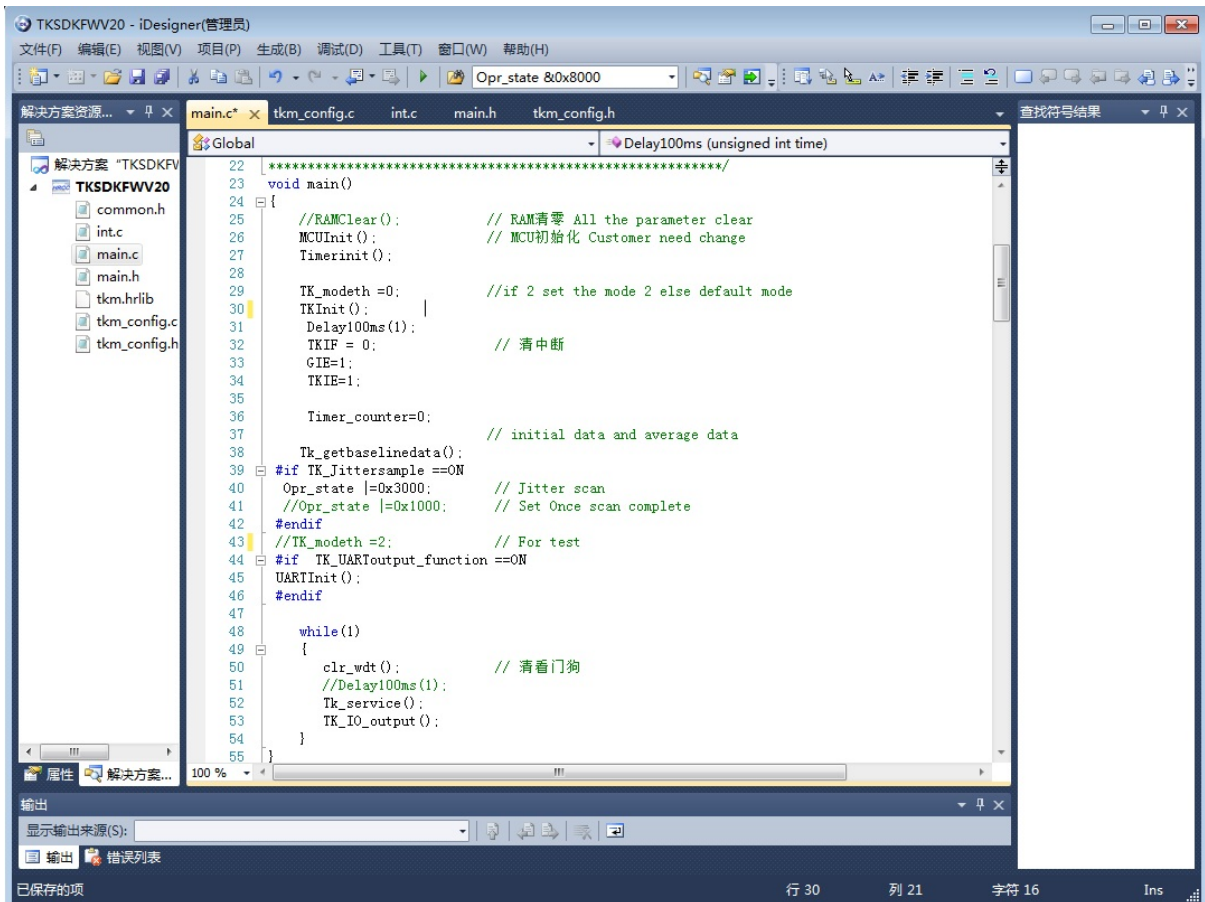 TKSDKFWV20 - iDesigner(管理员)
文件(F) 编辑(E) 视图(V) 项目(P) 生成(B) 调试(D) 工具(T) 窗口(W) 帮助(H)
Opr_state &0x8000
解决方案资源...
main.c* tkm_config.c int.c main.h tkm_config.h
查找符号结果
Global
Delay100ms (unsigned int time)
解决方案 "TKSDKFV
TKSDKFWV20
common.h
int.c
main.c
main.h
tkm.hrlib
tkm_config.c
tkm_config.h
22 **********************************************************/
23 void main()
24 {
25 //RAMClear(); // RAM清零 All the parameter clear
26 MCUInit(); // MCU初始化 Customer need change
27 Timerinit();
28
29 TK_modeth =0; //if 2 set the mode 2 else default mode
30 TKInit();
31 Delay100ms(1);
32 TKIF = 0; // 清中断
33 GIE=1;
34 TKIE=1;
35
36 Timer_counter=0;
37 // initial data and average data
38 Tk_getbaselinedata();
39 #if TK_Jittersample ==ON
40 Opr_state |=0x3000; // Jitter scan
41 //Opr_state |=0x1000; // Set Once scan complete
42 #endif
43 //TK_modeth =2; // For test
44 #if TK_UARToutput_function ==ON
45 UARTInit();
46 #endif
47
48 while(1)
49 {
50 clr_wdt(); // 清看门狗
51 //Delay100ms(1);
52 Tk_service();
53 TK_IO_output();
54 }
55 }
属性 解决方案...
100 %
输出
显示输出来源(S):
输出 错误列表
已保存的项 行 30 列 21 字符 16 Ins